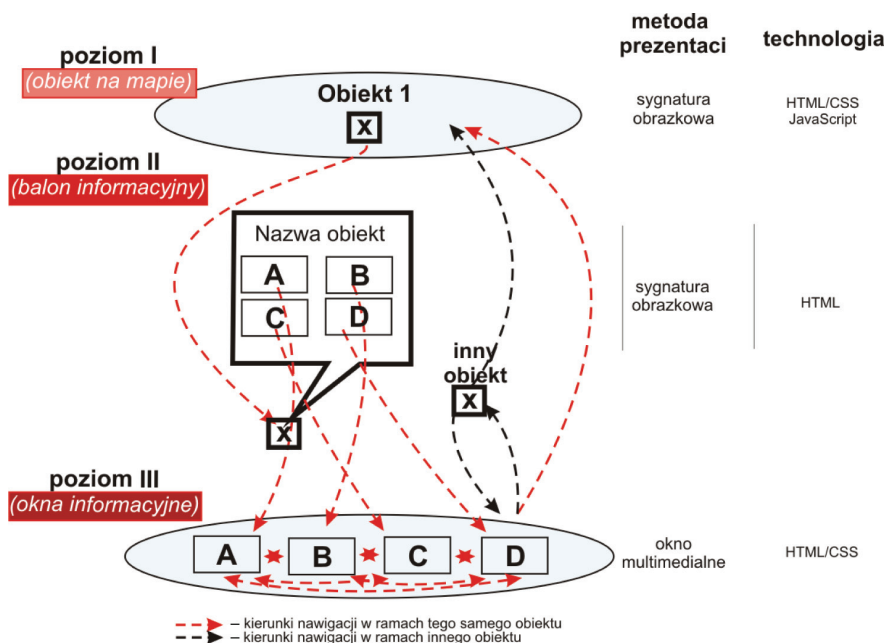 metoda
prezentaci
technologia
poziom I
(obiekt na mapie)
Obiekt 1
x
sygnatura
obrazkowa
HTML/CSS
JavaScript
poziom II
(balon informacyjny)
Nazwa obiekt
A
B
C
D
sygnatura
obrazkowa
HTML
inny
obiekt
x
x
poziom III
(okna informacyjne)
A
B
C
D
okno
multimedialne
HTML/CSS
– kierunki nawigacji w ramach tego samego obiektu
– kierunki nawigacji w ramach innego obiektu